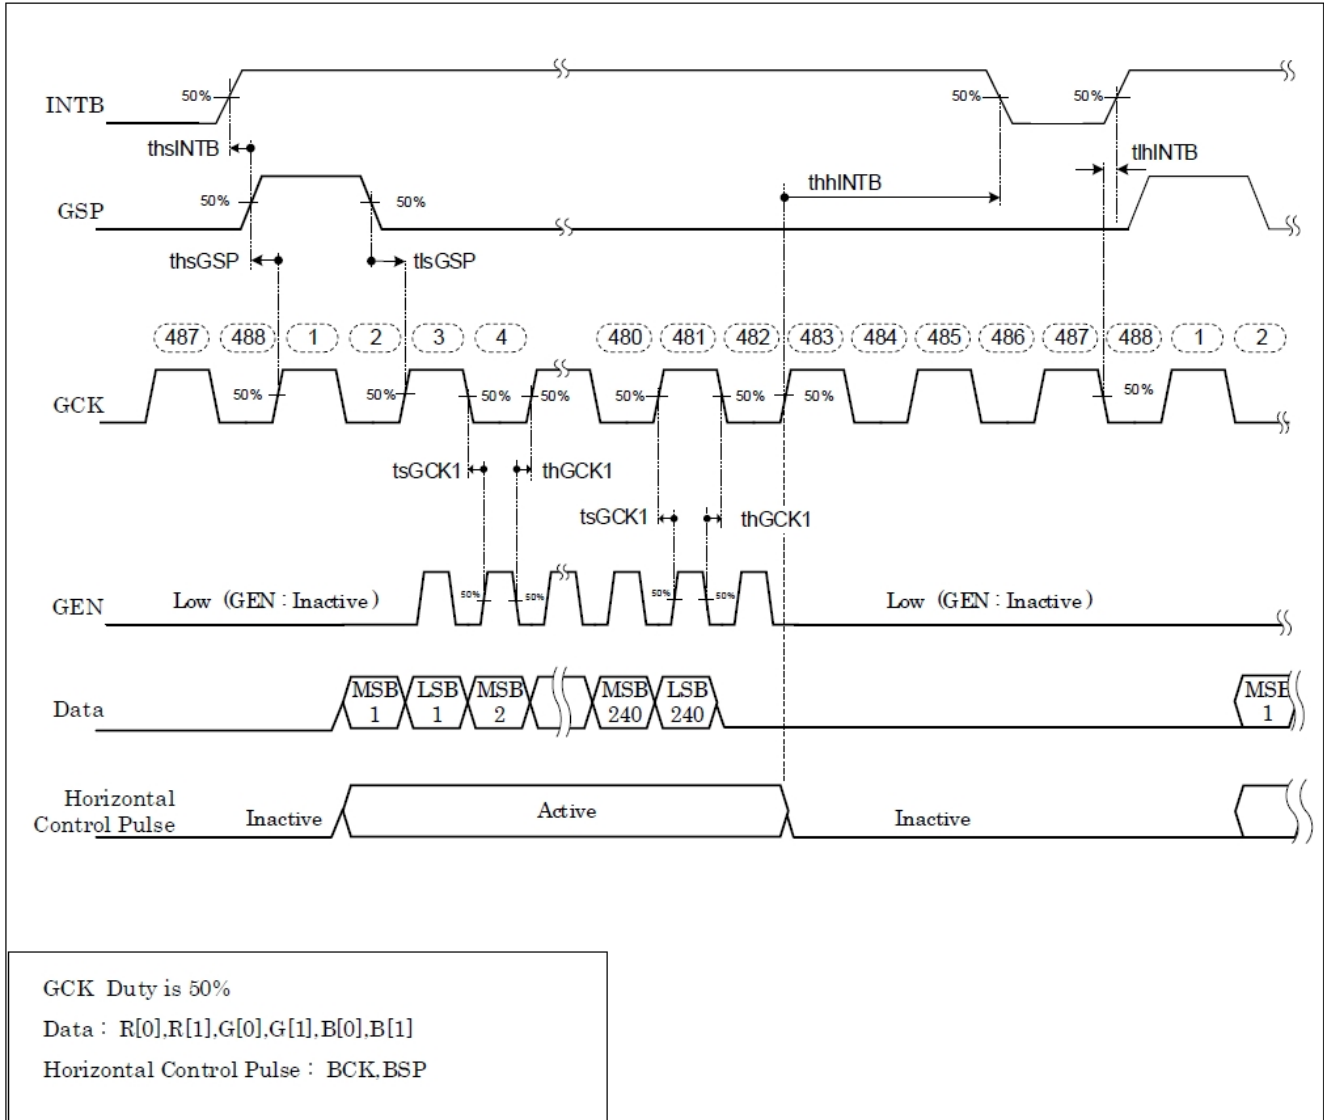 INTB 50% 50% 50%
thsINTB tlhINTB
thhINTB
GSP 50% 50%
thsGSP tlsGSP
487 488 1 2 3 4 480 481 482 483 484 485 486 487 488 1 2
GCK 50% 50% 50% 50% 50% 50% 50% 50%
tsGCK1 thGCK1
tsGCK1 thGCK1
GEN Low (GEN : Inactive) 50% 50% 50% 50% Low (GEN : Inactive)
Data MSB LSB MSB MSB LSB MSB
1 1 2 240 240 1
Horizontal
Control Pulse Inactive Active Inactive
GCK Duty is 50%
Data : R[0],R[1],G[0],G[1],B[0],B[1]
Horizontal Control Pulse : BCK,BSP